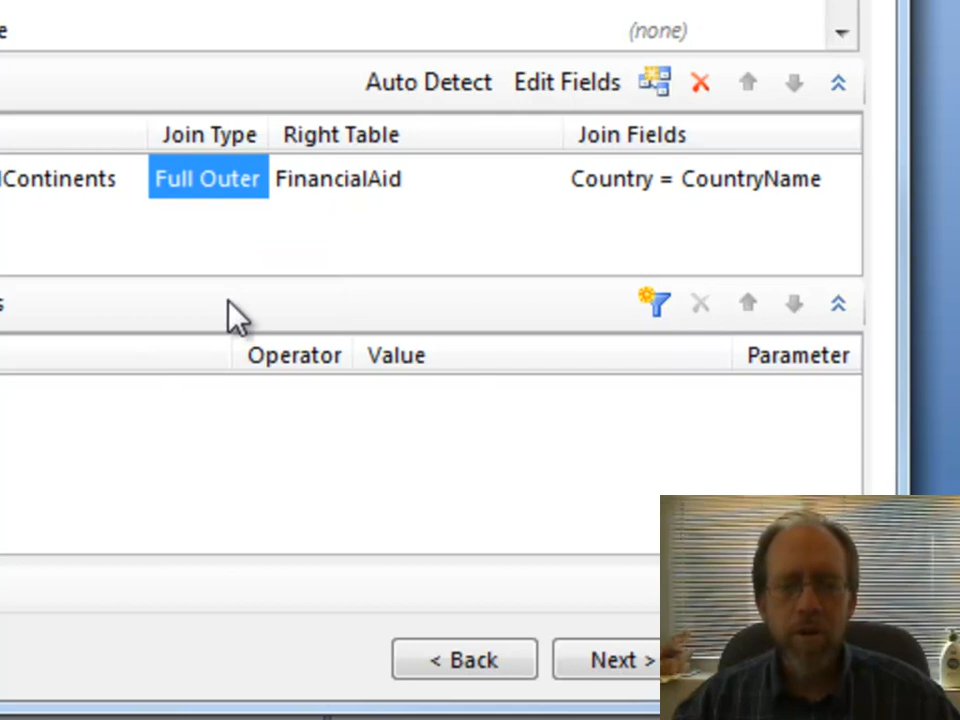 e (none)
Auto Detect Edit Fields
Join Type Right Table Join Fields
lContinents Full Outer FinancialAid Country = CountryName
s
Operator Value Parameter
< Back Next >